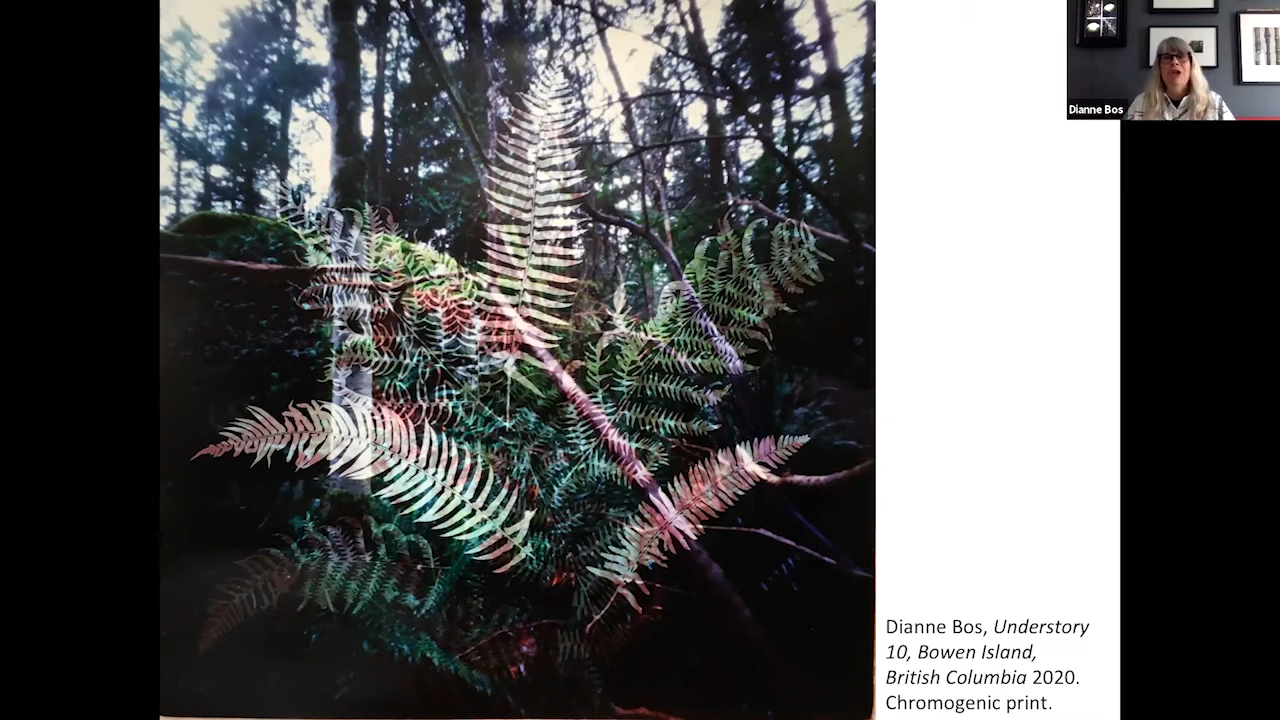 Dianne Bos
Dianne Bos, Understory
10, Bowen Island,
British Columbia 2020.
Chromogenic print.